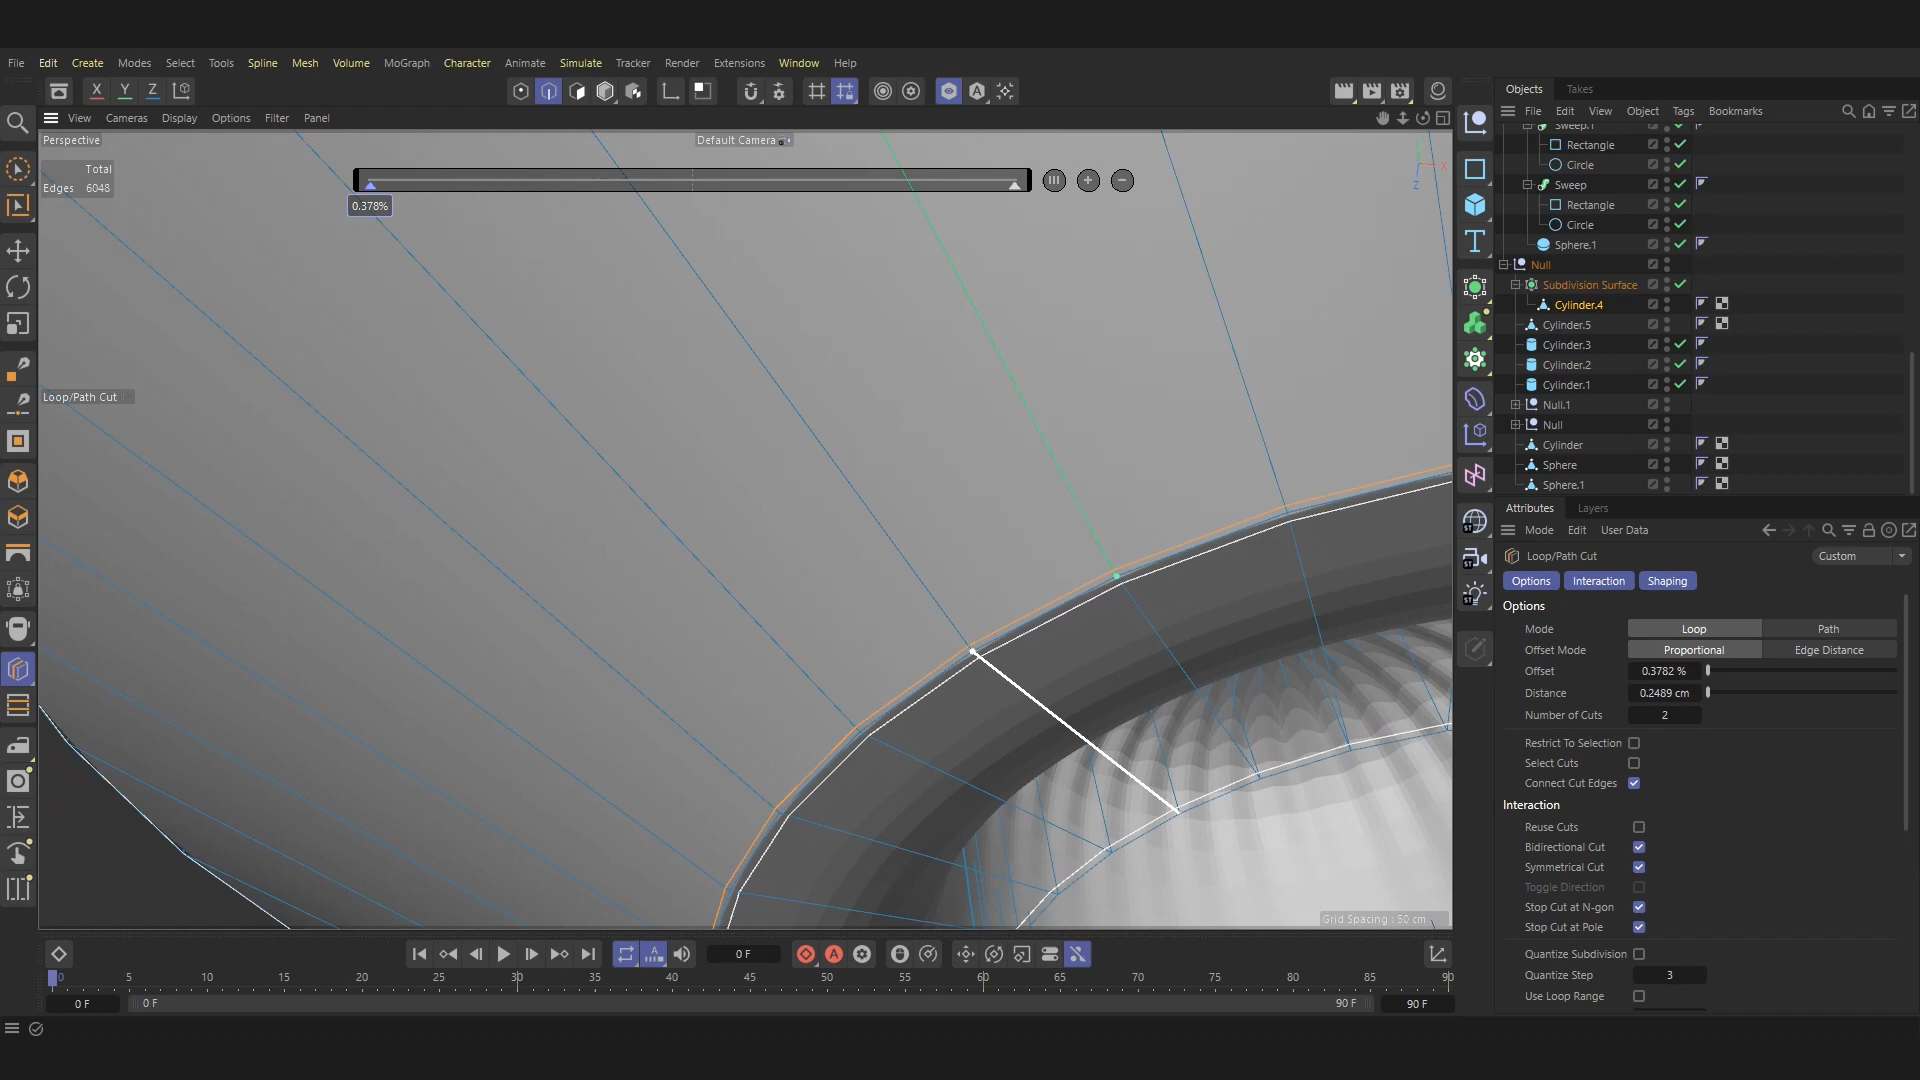 File Edit Create Modes Select Tools Spline Mesh Volume MoGraph Character Animate Simulate Tracker Render Extensions Window Help
X Y Z
View Cameras Display Options Filter Panel
Perspective
Default Camera
Total
Edges 6048
0.378%
Loop/Path Cut
Grid Spacing : 50 cm
X
Z
Objects Takes
File Edit View Object Tags Bookmarks
Sweep.1
Rectangle
Circle
Sweep
Rectangle
Circle
Sphere.1
Null
Subdivision Surface
Cylinder.4
Cylinder.5
Cylinder.3
Cylinder.2
Cylinder.1
Null.1
Null
Cylinder
Sphere
Sphere.1
Attributes Layers
Mode Edit User Data
Loop/Path Cut Custom
Options Interaction Shaping
Options
Mode Loop Path
Offset Mode Proportional Edge Distance
Offset 0.3782 %
Distance 0.2489 cm
Number of Cuts 2
Restrict To Selection
Select Cuts
Connect Cut Edges
Interaction
Reuse Cuts
Bidirectional Cut
Symmetrical Cut
Toggle Direction
Stop Cut at N-gon
Stop Cut at Pole
Quantize Subdivision
Quantize Step 3
Use Loop Range
0 F
0 5 10 15 20 25 30 35 40 45 50 55 60 65 70 75 80 85 90
0 F 0 F 90 F 90 F